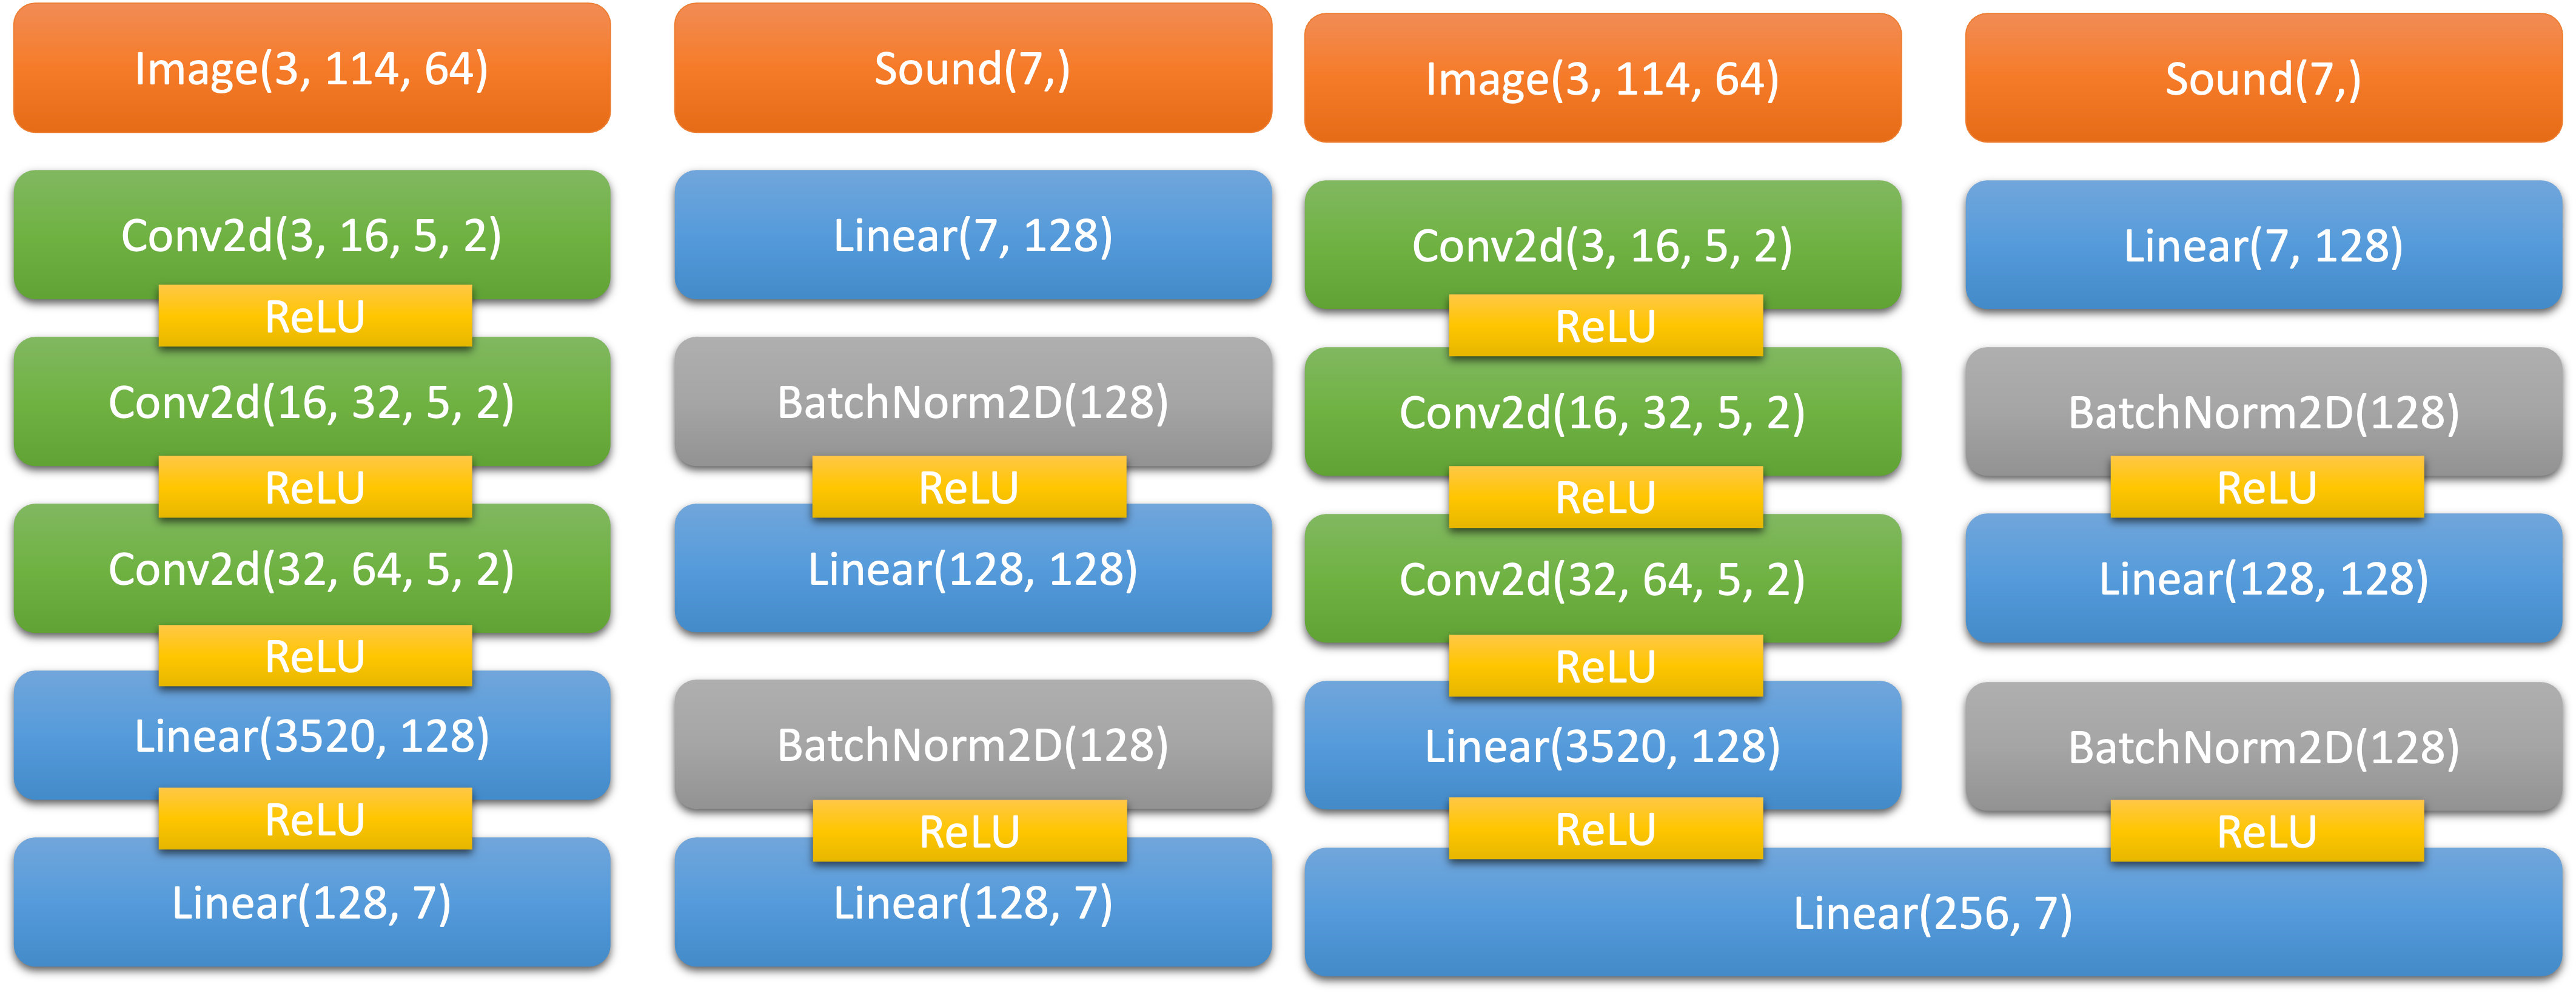 Image(3, 114, 64)
Conv2d(3, 16, 5, 2)
ReLU
Conv2d(16, 32, 5, 2)
ReLU
Conv2d(32, 64, 5, 2)
ReLU
Linear(3520, 128)
ReLU
Linear(128, 7)
Sound(7,)
Linear(7, 128)
BatchNorm2D(128)
ReLU
Linear(128, 128)
BatchNorm2D(128)
ReLU
Linear(128, 7)
Image(3, 114, 64)
Conv2d(3, 16, 5, 2)
ReLU
Conv2d(16, 32, 5, 2)
ReLU
Conv2d(32, 64, 5, 2)
ReLU
Linear(3520, 128)
ReLU
Sound(7,)
Linear(7, 128)
BatchNorm2D(128)
ReLU
Linear(128, 128)
BatchNorm2D(128)
ReLU
Linear(256, 7)